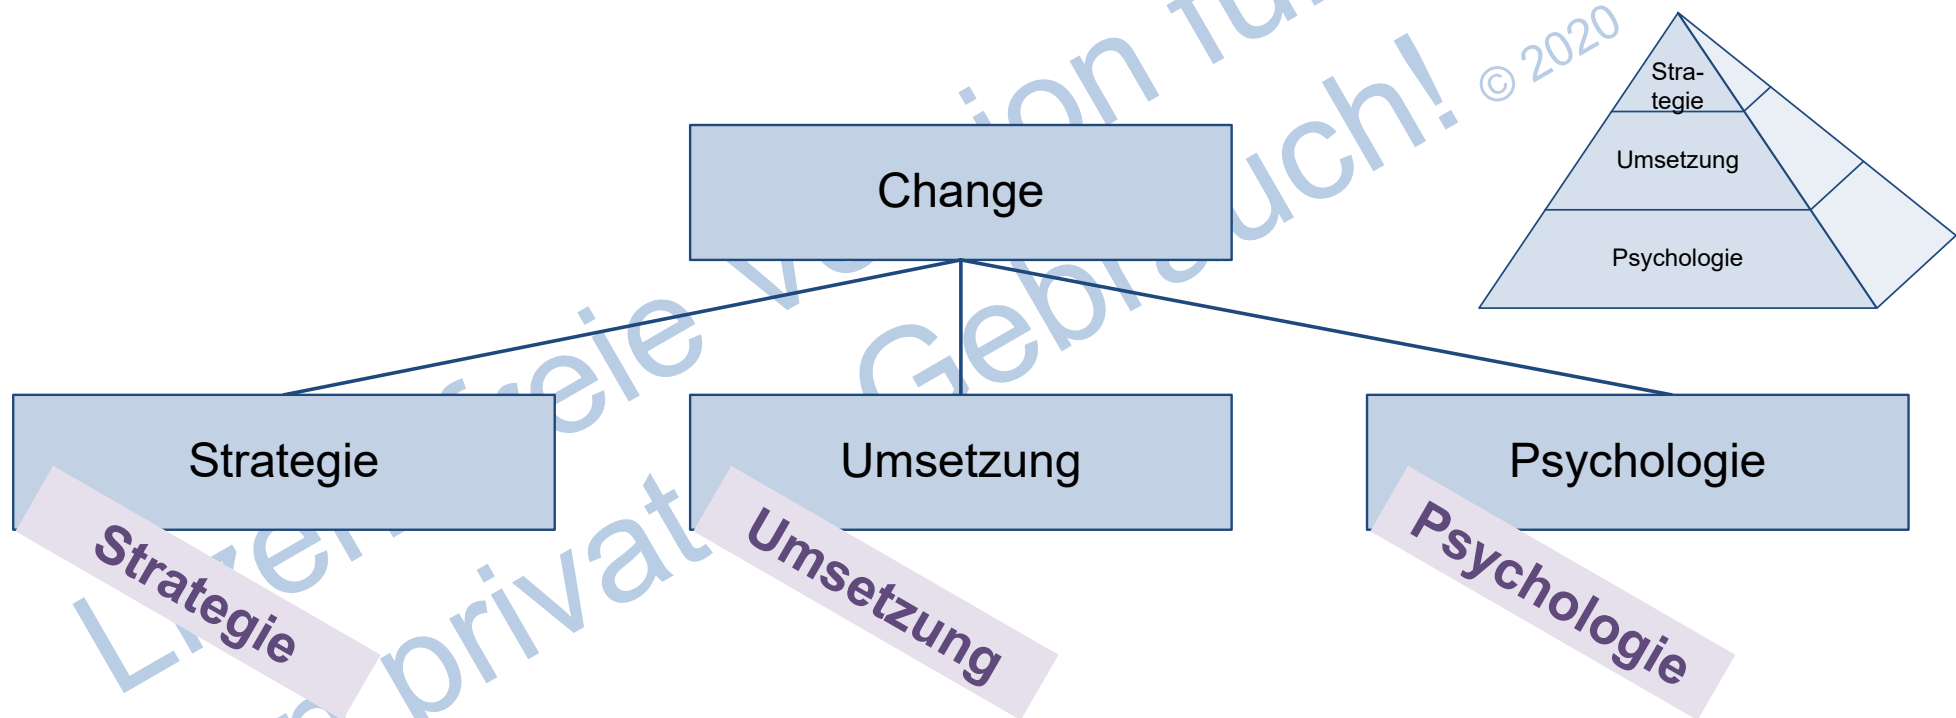 Change
Stra-
tegie
Umsetzung
Psychologie
Strategie
Umsetzung
Psychologie
Strategie
Umsetzung
Psychologie
© 2020